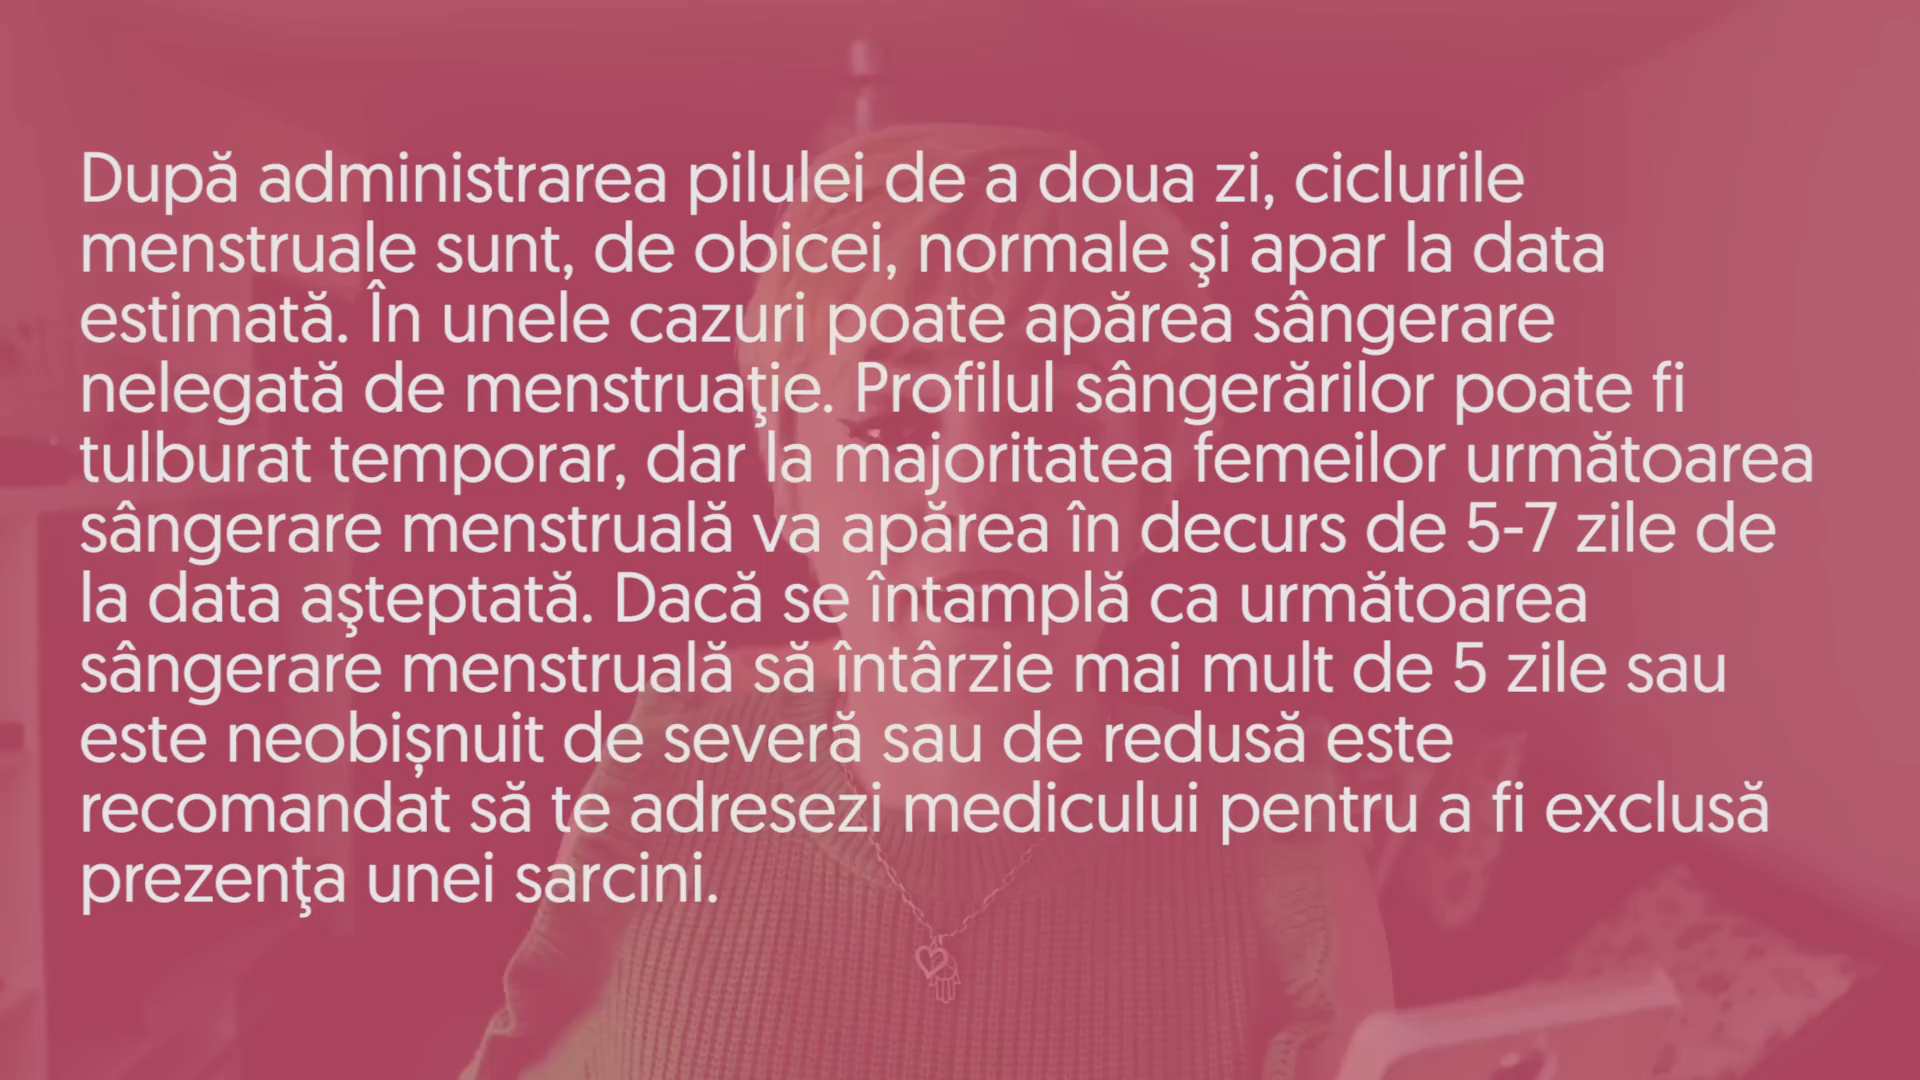 După administrarea pilulei de a doua zi, ciclurile
menstruale sunt, de obicei, normale şi apar la data
estimată. În unele cazuri poate apărea sângerare
nelegată de menstruaţie. Profilul sângerărilor poate fi
tulburat temporar, dar la majoritatea femeilor următoarea
sângerare menstruală va apărea în decurs de 5-7 zile de
la data aşteptată. Dacă se întamplă ca următoarea
sângerare menstruală să întârzie mai mult de 5 zile sau
este neobișnuit de severă sau de redusă este
recomandat să te adresezi medicului pentru a fi exclusă
prezenţa unei sarcini.